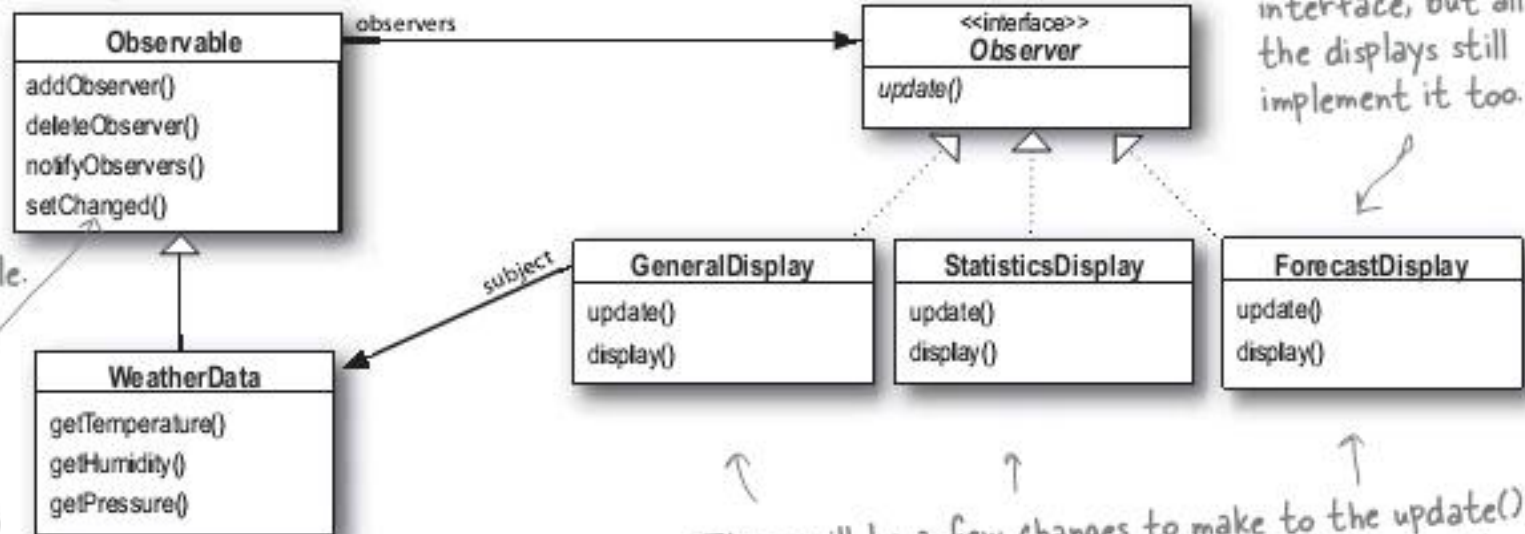 Observable
addObserver()
deleteObserver()
notifyObservers()
setChanged()
observers
<<interface>>
Observer
update()
interface, but all
the displays still
implement it too.
subject
GeneralDisplay
update()
display()
StatisticsDisplay
update()
display()
ForecastDisplay
update()
display()
WeatherData
getTemperature()
getHumidity()
getPressure()
will be a few changes to make to the update()